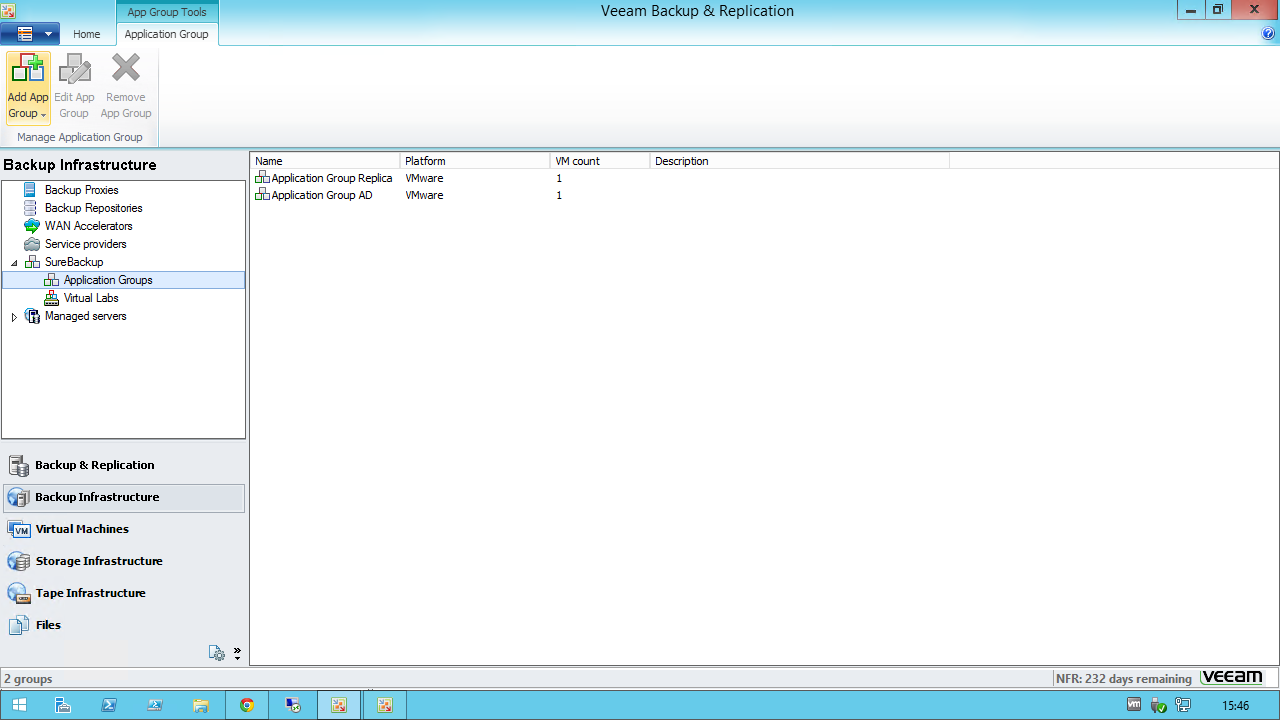 App Group Tools
Veeam Backup & Replication
Home
Application Group
Add App Group
Edit App Group
Remove App Group
Manage Application Group
Backup Infrastructure
Backup Proxies
Backup Repositories
WAN Accelerators
Service providers
SureBackup
Application Groups
Virtual Labs
Managed servers
Name Platform VM count Description
Application Group Replica VMware 1
Application Group AD VMware 1
Backup & Replication
Backup Infrastructure
VM
Virtual Machines
Storage Infrastructure
Tape Infrastructure
Files
2 groups
NFR: 232 days remaining
veeam
vm
15:46